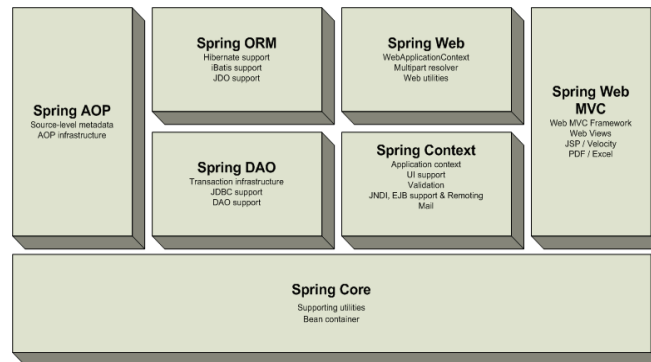 Spring AOP
Source-level metadata
AOP infrastructure
Spring ORM
Hibernate support
iBatis support
JDO support
Spring DAO
Transaction infrastructure
JDBC support
DAO support
Spring Web
WebApplicationContext
Multipart resolver
Web utilities
Spring Context
Application context
UI support
Validation
JNDI, EJB support & Remoting
Mail
Spring Web
MVC
Web MVC Framework
Web Views
JSP / Velocity
PDF / Excel
Spring Core
Supporting utilities
Bean container